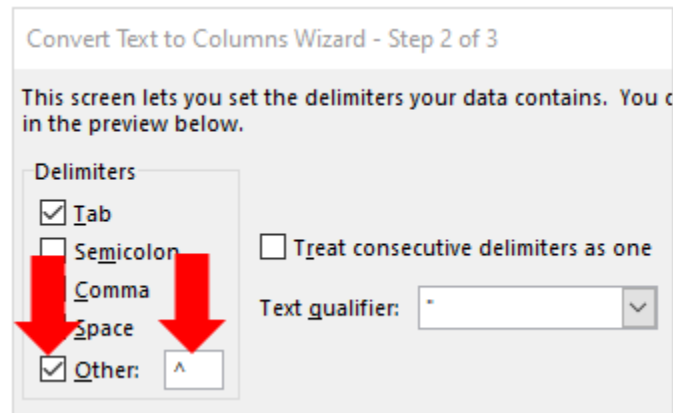 Convert Text to Columns Wizard - Step 2 of 3
This screen lets you set the delimiters your data contains. You
in the preview below.
Delimiters
Tab
Semicolon
Treat consecutive delimiters as one
Comma
Text qualifier: "
Space
Other: ^